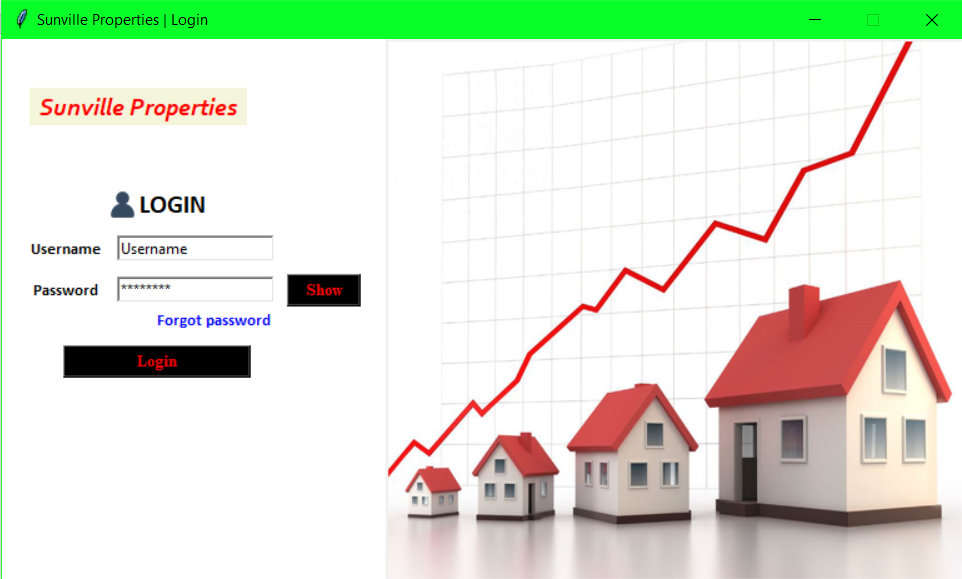 Sunville Properties | Login
Sunville Properties
LOGIN
Username Username
Password ******** Show
Forgot password
Login